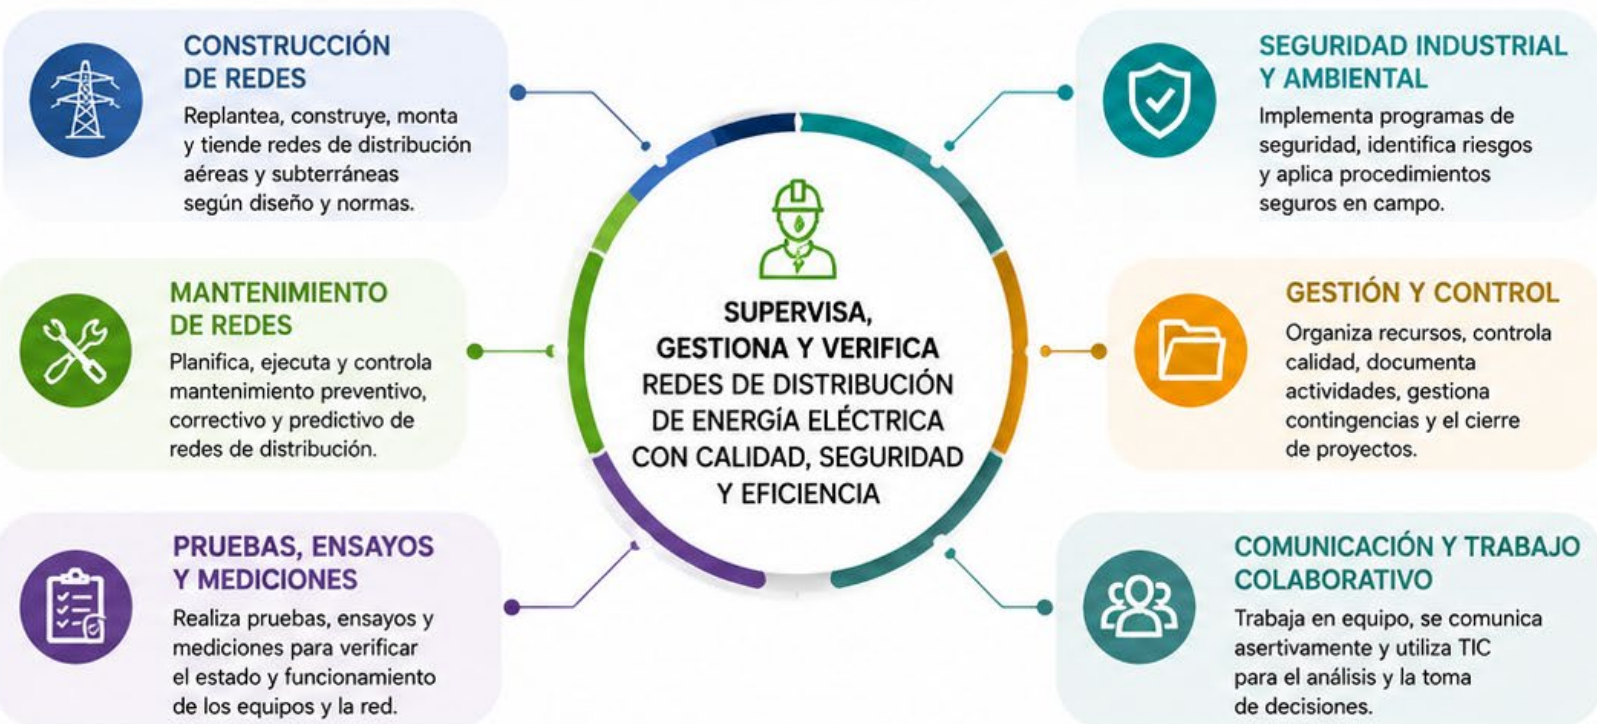 CONSTRUCCIÓN
DE REDES
Replantea, construye, monta
y tiende redes de distribución
aéreas y subterráneas
según diseño y normas.
MANTENIMIENTO
DE REDES
Planifica, ejecuta y controla
mantenimiento preventivo,
correctivo y predictivo de
redes de distribución.
PRUEBAS, ENSAYOS
Y MEDICIONES
Realiza pruebas, ensayos y
mediciones para verificar
el estado y funcionamiento
de los equipos y la red.
SUPERVISA,
GESTIONA Y VERIFICA
REDES DE DISTRIBUCIÓN
DE ENERGÍA ELÉCTRICA
CON CALIDAD, SEGURIDAD
Y EFICIENCIA
SEGURIDAD INDUSTRIAL
Y AMBIENTAL
Implementa programas de
seguridad, identifica riesgos
y aplica procedimientos
seguros en campo.
GESTIÓN Y CONTROL
Organiza recursos, controla
calidad, documenta
actividades, gestiona
contingencias y el cierre
de proyectos.
COMUNICACIÓN Y TRABAJO
COLABORATIVO
Trabaja en equipo, se comunica
asertivamente y utiliza TIC
para el análisis y la toma
de decisiones.